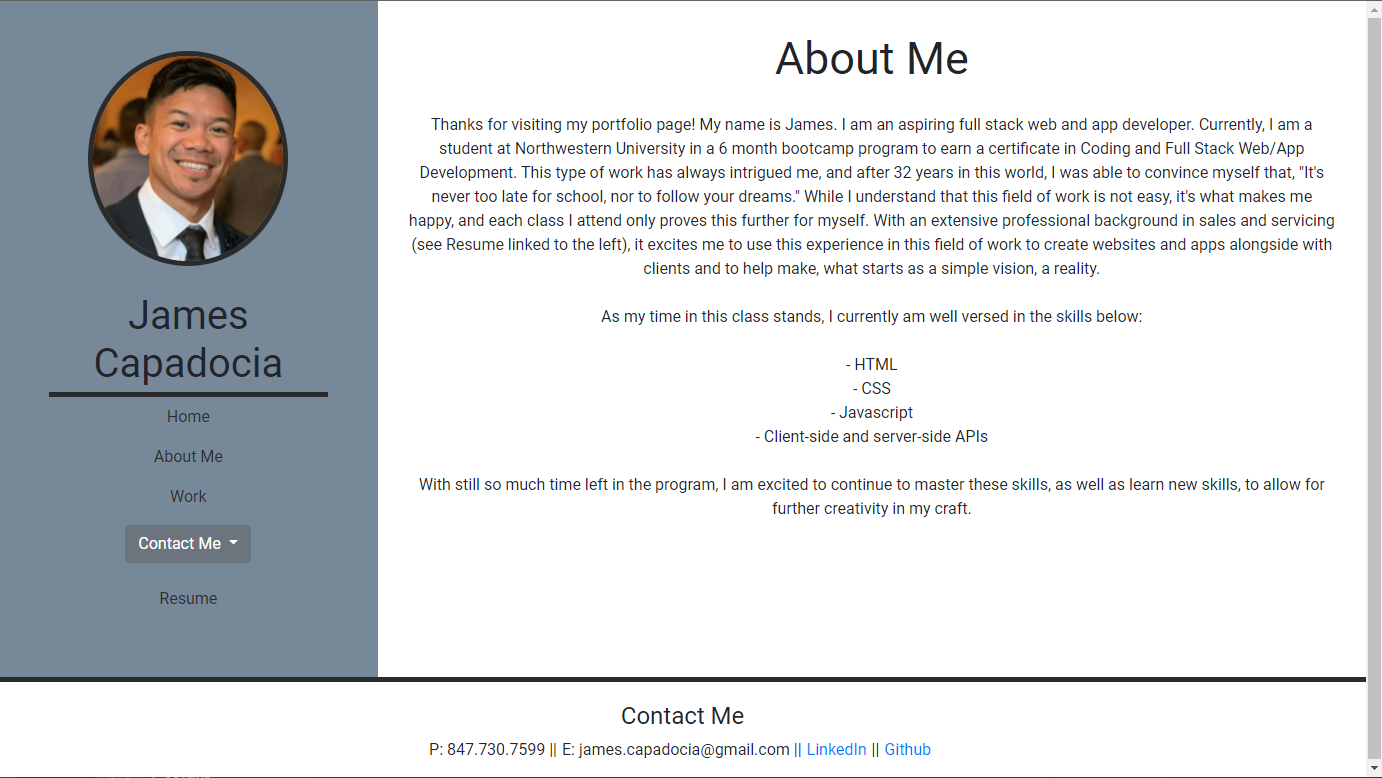 James
Capadocia
Home
About Me
Work
Contact Me
Resume
About Me
Thanks for visiting my portfolio page! My name is James. I am an aspiring full stack web and app developer. Currently, I am a
student at Northwestern University in a 6 month bootcamp program to earn a certificate in Coding and Full Stack Web/App
Development. This type of work has always intrigued me, and after 32 years in this world, I was able to convince myself that, "It's
never too late for school, nor to follow your dreams." While I understand that this field of work is not easy, it's what makes me
happy, and each class I attend only proves this further for myself. With an extensive professional background in sales and servicing
(see Resume linked to the left), it excites me to use this experience in this field of work to create websites and apps alongside with
clients and to help make, what starts as a simple vision, a reality.
As my time in this class stands, I currently am well versed in the skills below:
- HTML
- CSS
- Javascript
- Client-side and server-side APIs
With still so much time left in the program, I am excited to continue to master these skills, as well as learn new skills, to allow for
further creativity in my craft.
Contact Me
P: 847.730.7599 || E: james.capadocia@gmail.com || LinkedIn || Github